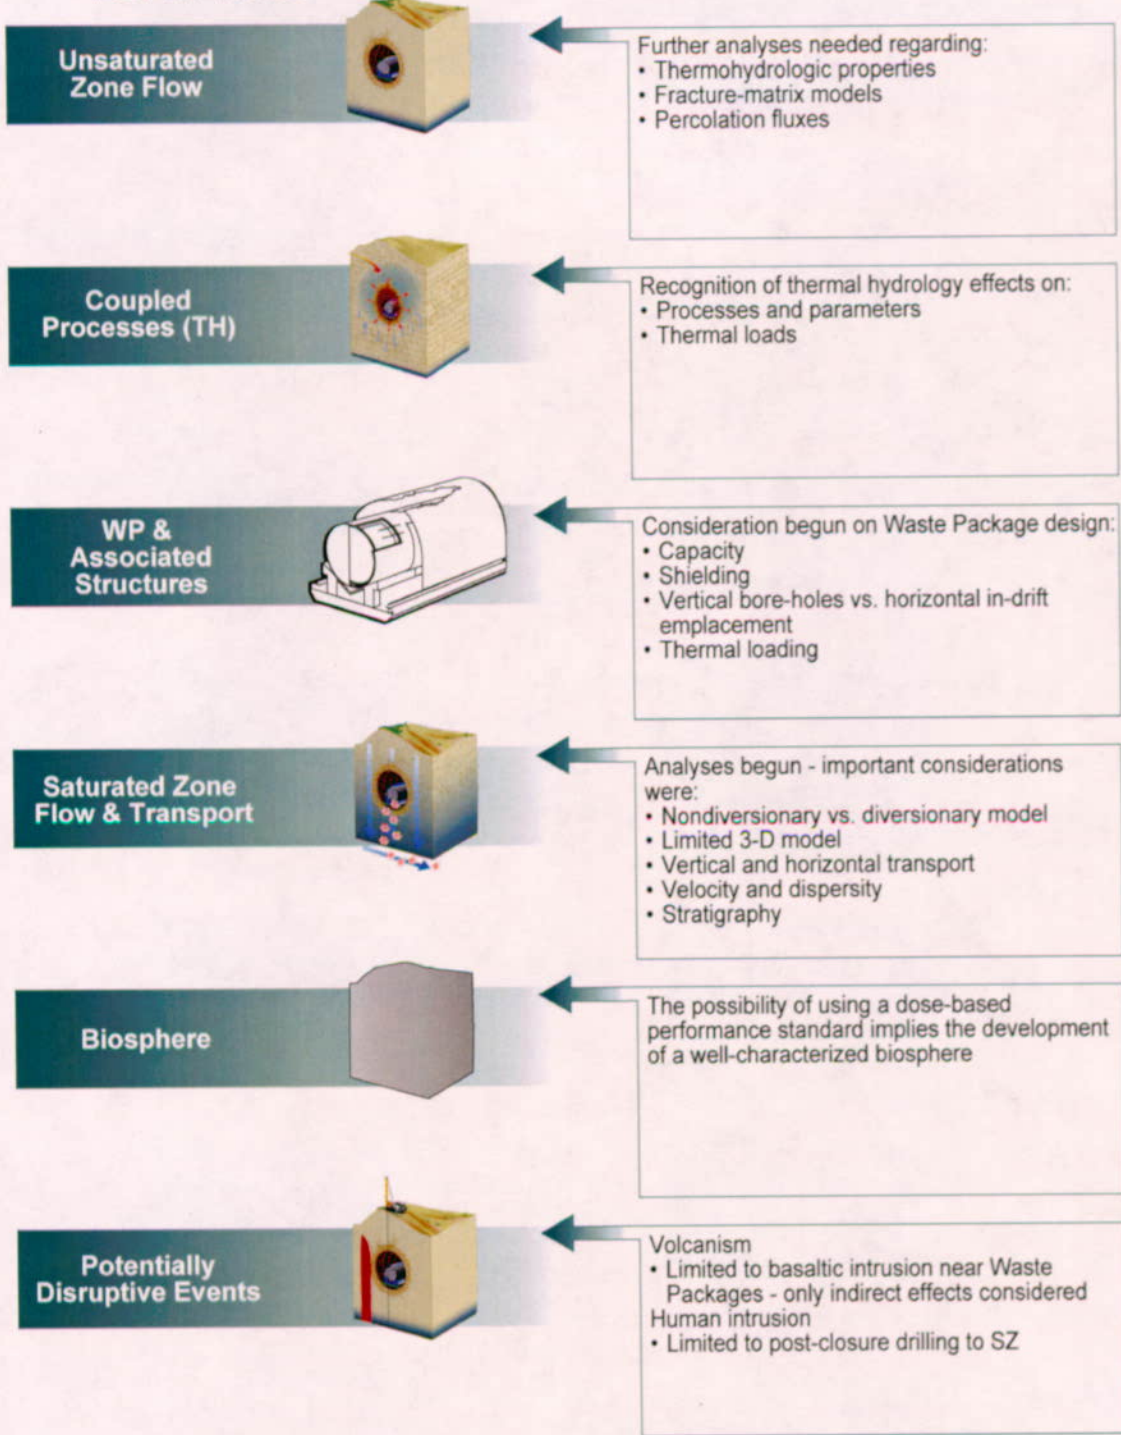 Unsaturated
Zone Flow
Further analyses needed regarding:
• Thermohydrologic properties
• Fracture-matrix models
• Percolation fluxes
Coupled
Processes (TH)
Recognition of thermal hydrology effects on:
• Processes and parameters
• Thermal loads
WP &
Associated
Structures
Consideration begun on Waste Package design:
• Capacity
• Shielding
• Vertical bore-holes vs. horizontal in-drift
emplacement
• Thermal loading
Saturated Zone
Flow & Transport
Analyses begun - important considerations
were:
• Nondiversionary vs. diversionary model
• Limited 3-D model
• Vertical and horizontal transport
• Velocity and dispersity
• Stratigraphy
Biosphere
The possibility of using a dose-based
performance standard implies the development
of a well-characterized biosphere
Potentially
Disruptive Events
Volcanism
• Limited to basaltic intrusion near Waste
Packages - only indirect effects considered
Human intrusion
• Limited to post-closure drilling to SZ